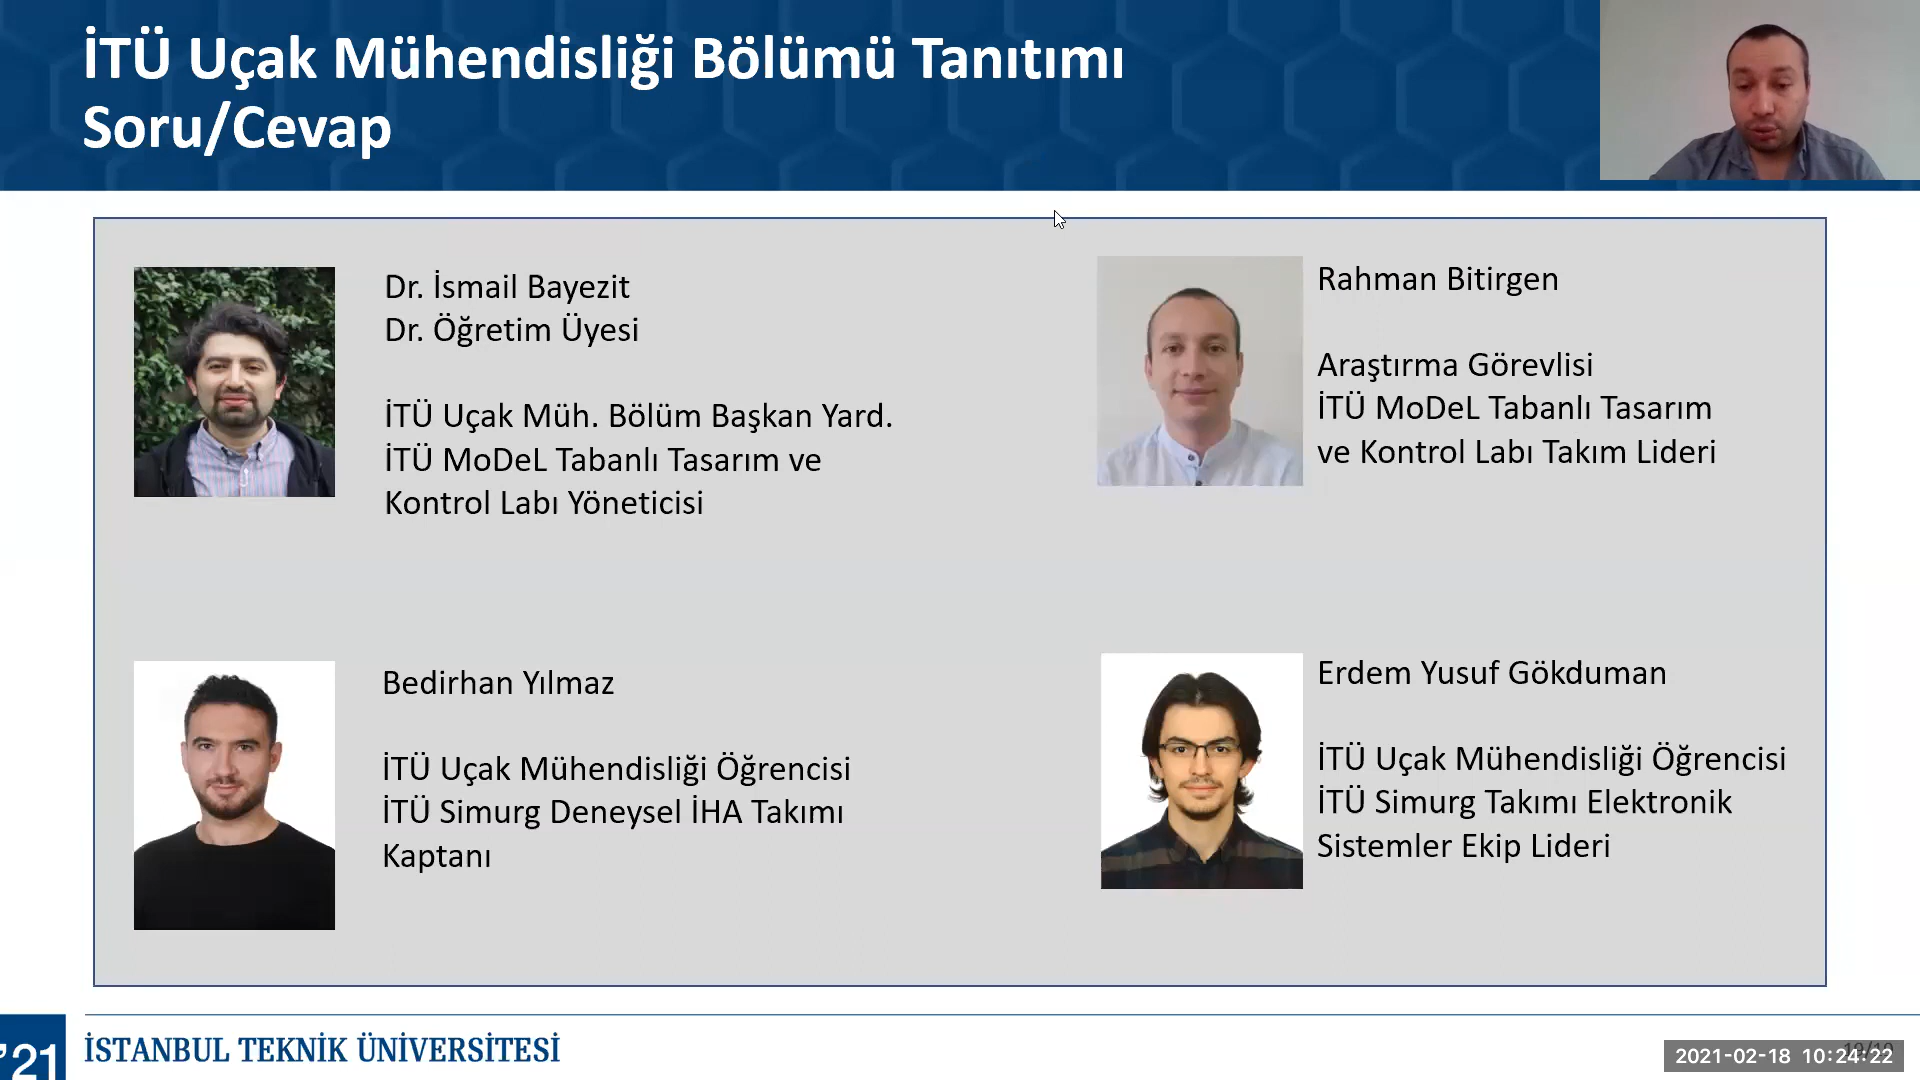 İTÜ Uçak Mühendisliği Bölümü Tanıtımı
Soru/Cevap
Dr. İsmail Bayezit
Dr. Öğretim Üyesi
İTÜ Uçak Müh. Bölüm Başkan Yard.
İTÜ MoDeL Tabanlı Tasarım ve
Kontrol Labı Yöneticisi
Rahman Bitirgen
Araştırma Görevlisi
İTÜ MoDeL Tabanlı Tasarım
ve Kontrol Labı Takım Lideri
Bedirhan Yılmaz
İTÜ Uçak Mühendisliği Öğrencisi
İTÜ Simurg Deneysel İHA Takımı
Kaptanı
Erdem Yusuf Gökduman
İTÜ Uçak Mühendisliği Öğrencisi
İTÜ Simurg Takımı Elektronik
Sistemler Ekip Lideri
’21
İSTANBUL TEKNİK ÜNİVERSİTESİ
2021-02-18 10:24:22